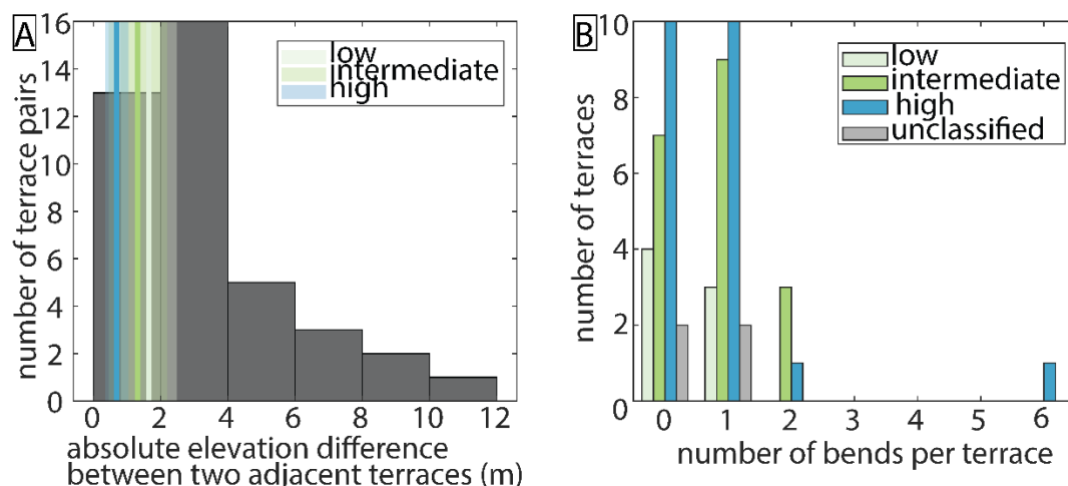 A
number of terrace pairs
16
14
12
10
8
6
4
2
0
low
intermediate
high
0 2 4 6 8 10 12
absolute elevation difference
between two adjacent terraces (m)
B
number of terraces
10
8
6
4
2
0
low
intermediate
high
unclassified
0 1 2 3 4 5 6
number of bends per terrace